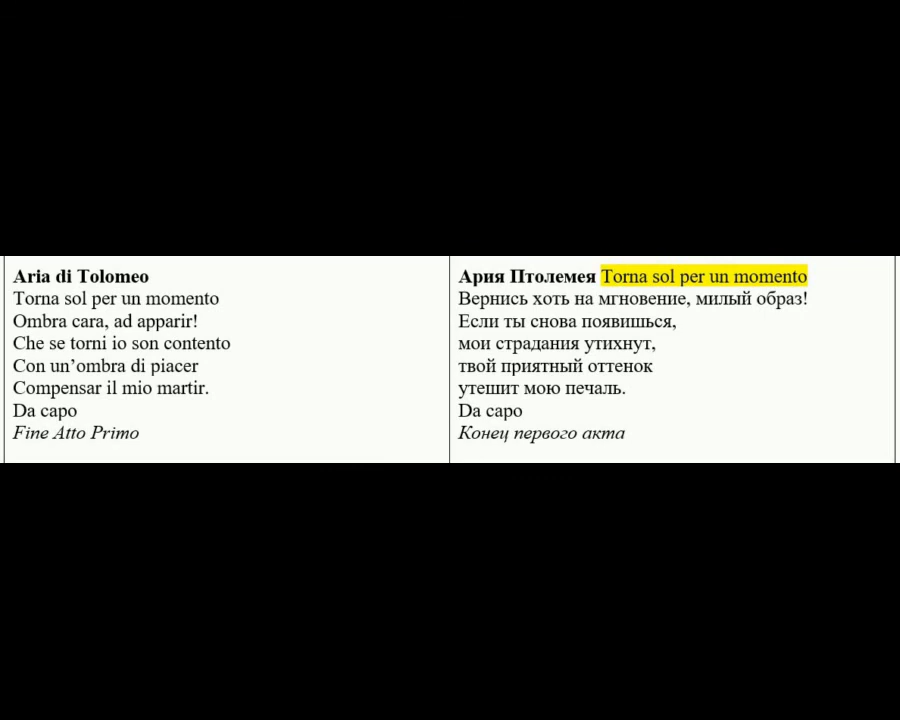 Aria di Tolomeo
Torna sol per un momento
Ombra cara, ad apparir!
Che se torni io son contento
Con un’ombra di piacer
Compensar il mio martir.
Da capo
Fine Atto Primo
Ария Птолемея Torna sol per un momento
Вернись хоть на мгновение, милый образ!
Если ты снова появишься,
мои страдания утихнут,
твой приятный оттенок
утешит мою печаль.
Da capo
Конец первого акта